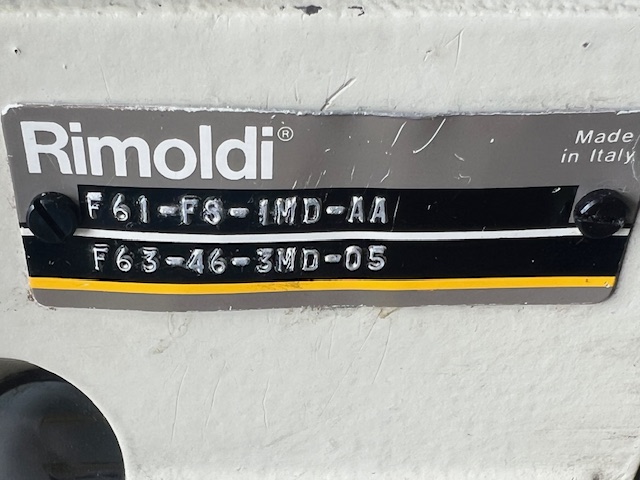 Rimoldi®
Made
in Italy
F61-FS-1MD-AA
F63-46-3MD-05